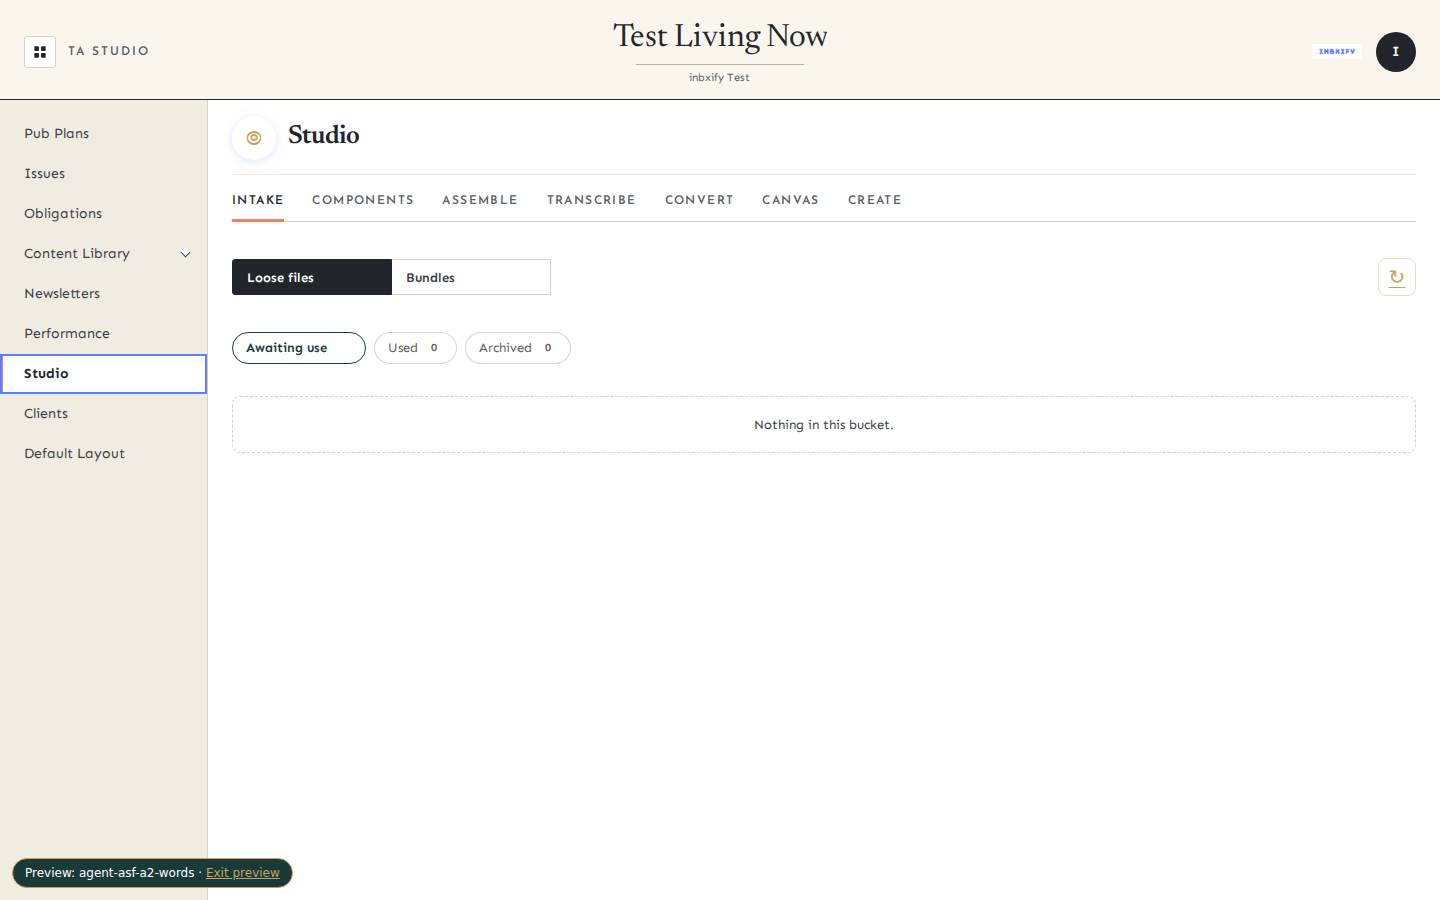 TA STUDIO
Test Living Now
inbxify Test
INBXIFY
I
Pub Plans
Issues
Obligations
Content Library
Newsletters
Performance
Studio
Clients
Default Layout
Studio
INTAKE COMPONENTS ASSEMBLE TRANSCRIBE CONVERT CANVAS CREATE
Loose files Bundles
Awaiting use Used 0 Archived 0
Nothing in this bucket.
Preview: agent-asf-a2-words · Exit preview